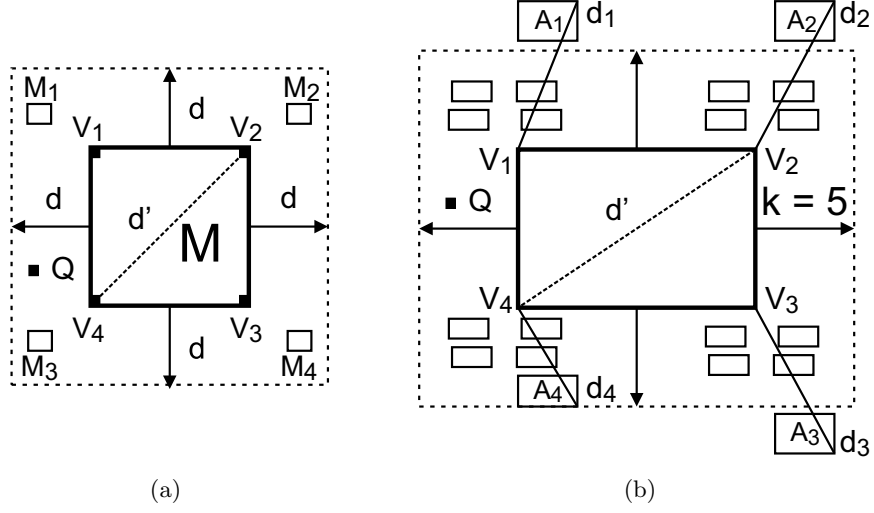 M1 M2
V1 V2
d
d d
d'
M
Q
V4 V3
d
M3 M4
(a)
A1 d1 A2 d2
V1 V2
Q d' k = 5
V4 V3
A4 d4
A3 d3
(b)